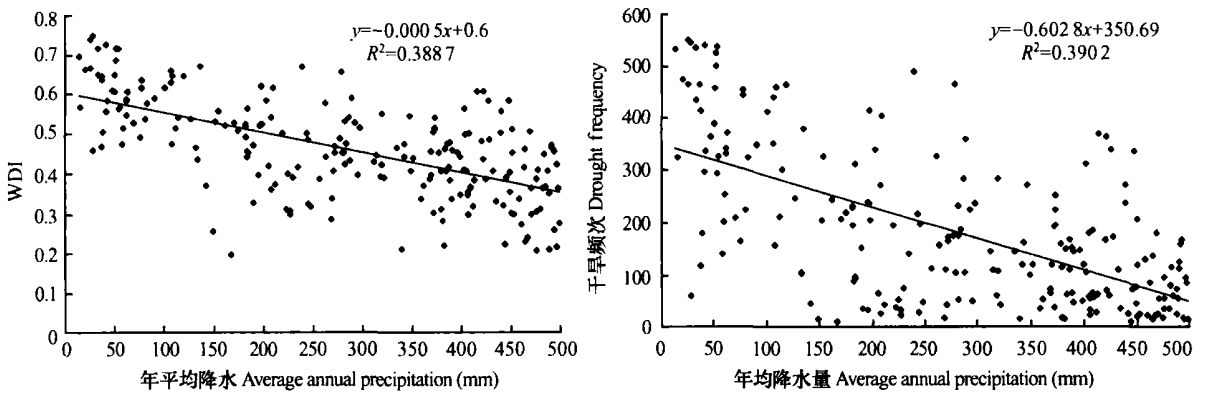 y=−0.000 5x+0.6
R²=0.388 7
WDI
0.8
0.7
0.6
0.5
0.4
0.3
0.2
0.1
0
0 50 100 150 200 250 300 350 400 450 500
年平均降水 Average annual precipitation (mm)
y=−0.602 8x+350.69
R²=0.390 2
干旱频次 Drought frequency
600
500
400
300
200
100
0
0 50 100 150 200 250 300 350 400 450 500
年均降水量 Average annual precipitation (mm)